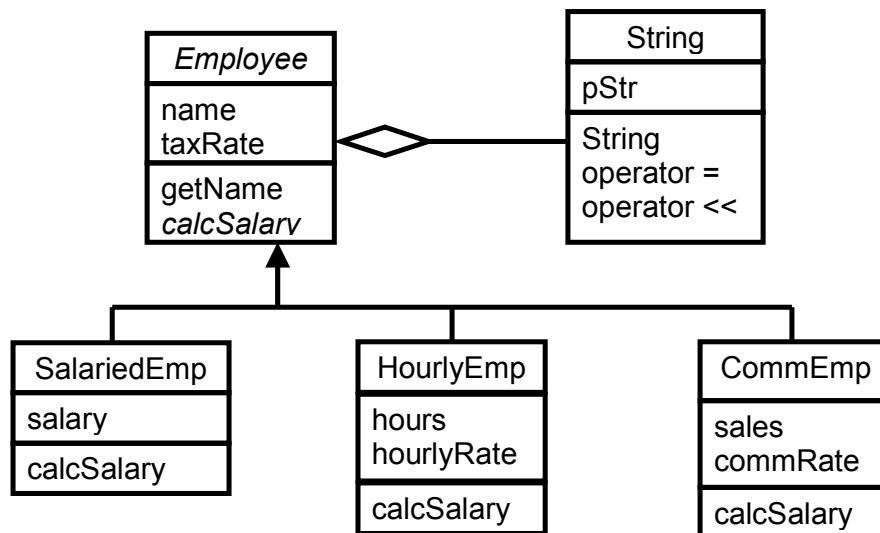 Employee
name
taxRate
getName
calcSalary
String
pStr
String
operator =
operator <<
SalariedEmp
salary
calcSalary
HourlyEmp
hours
hourlyRate
calcSalary
CommEmp
sales
commRate
calcSalary